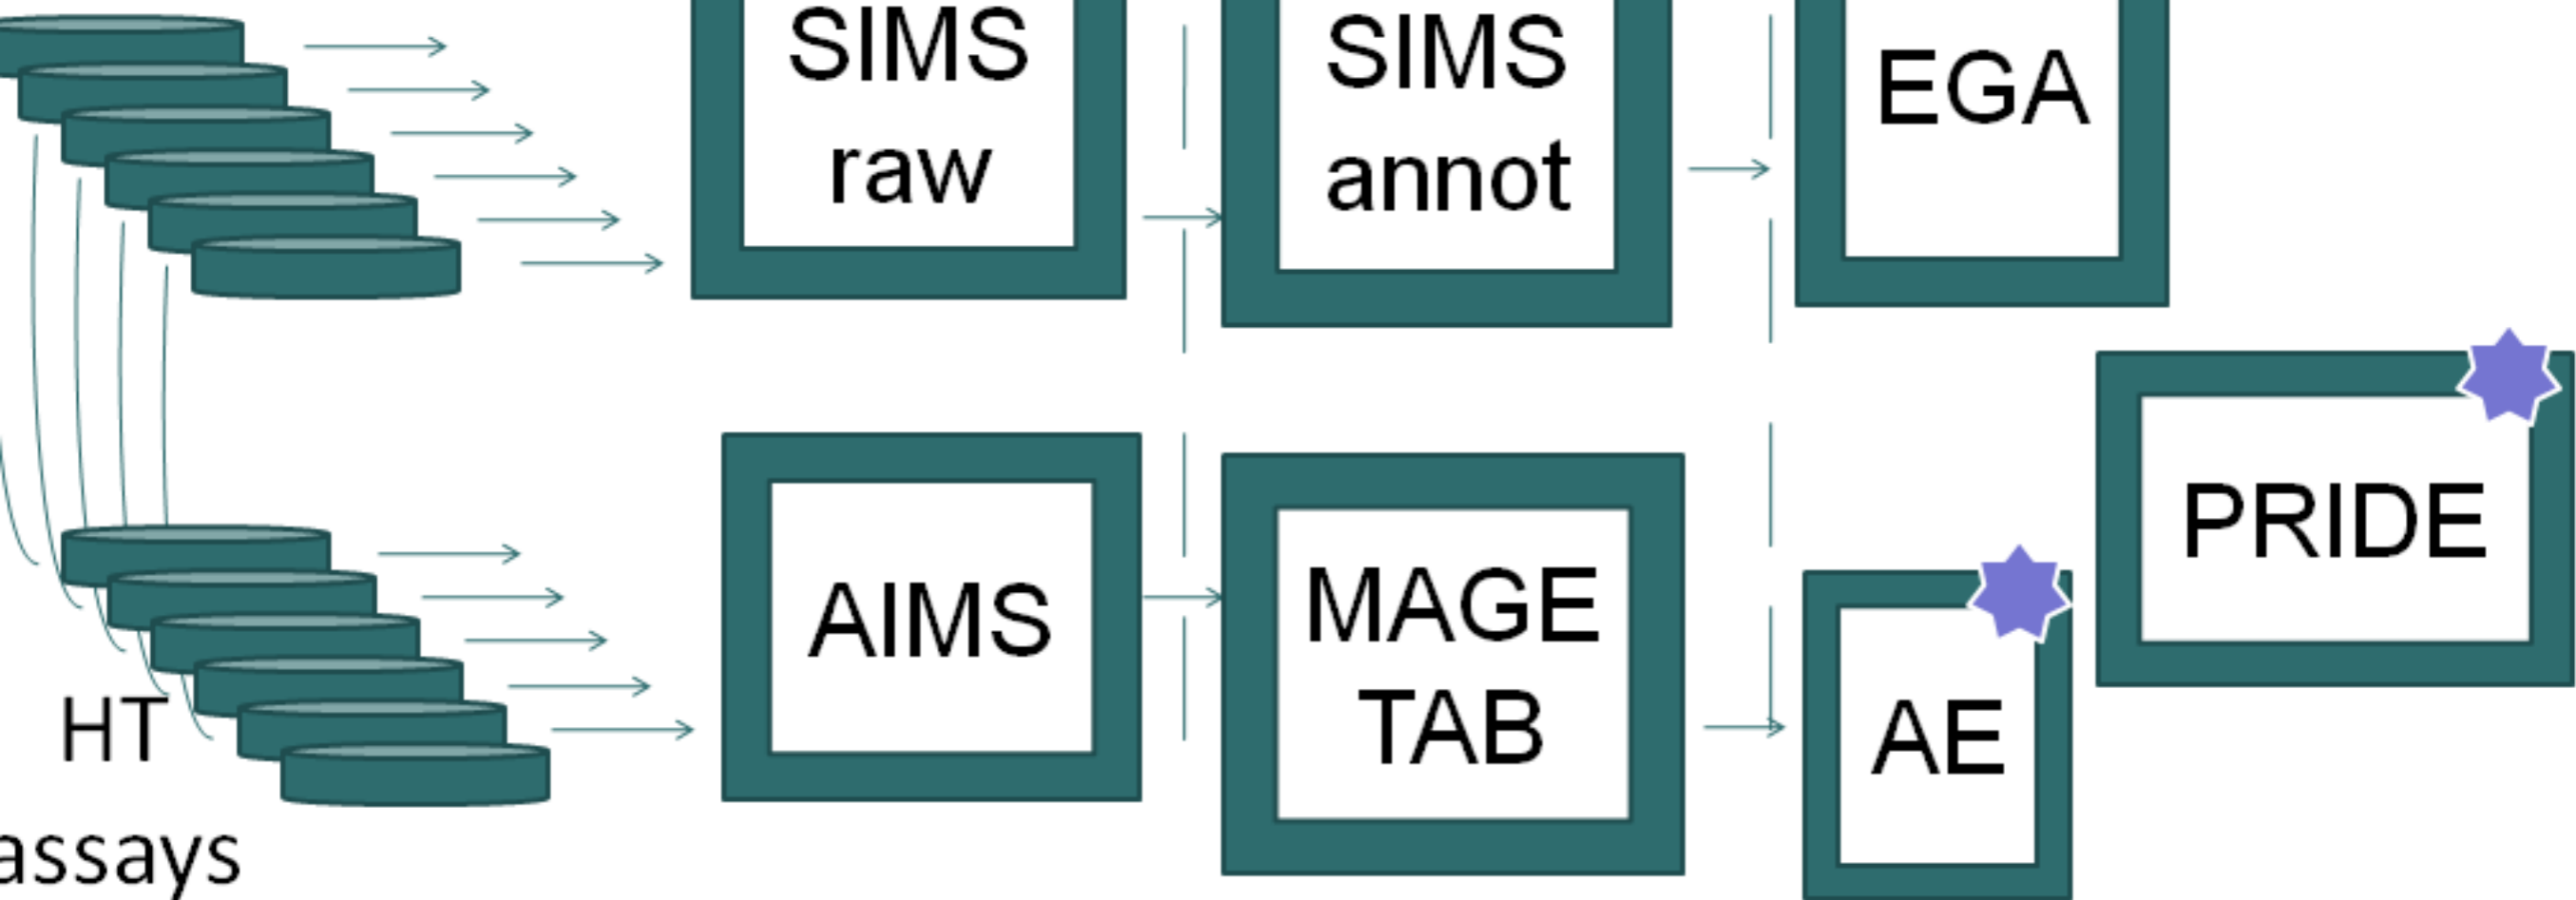 SIMS
raw
SIMS
annot
EGA
PRIDE
AIMS
MAGE
TAB
AE
HT
assays